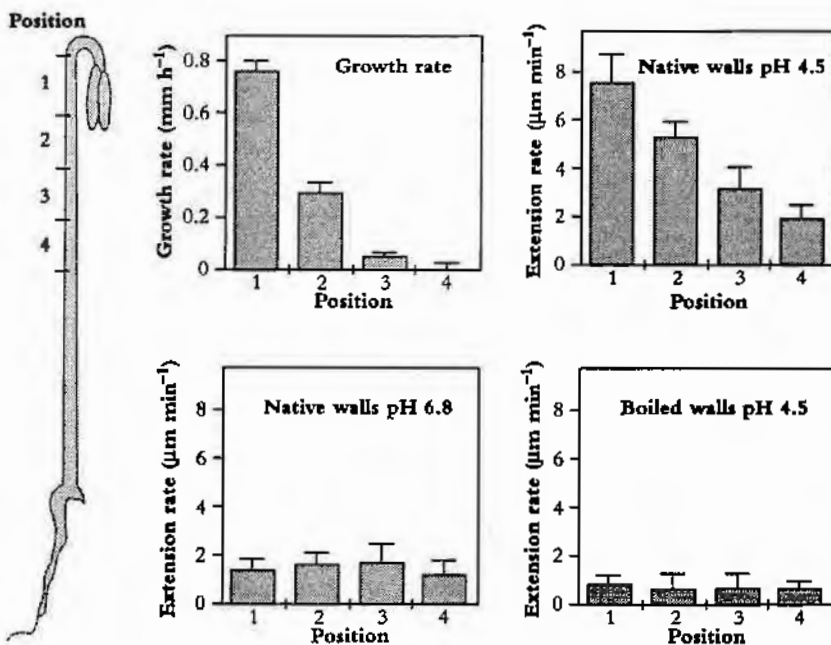 Position
1
2
3
4
Growth rate (mm h⁻¹)
0.8
0.6
0.4
0.2
0
Growth rate
1 2 3 4
Position
Extension rate (µm min⁻¹)
8
6
4
2
0
Native walls pH 4.5
1 2 3 4
Position
Extension rate (µm min⁻¹)
8
6
4
2
0
Native walls pH 6.8
1 2 3 4
Position
Extension rate (µm min⁻¹)
8
6
4
2
0
Boiled walls pH 4.5
1 2 3 4
Position